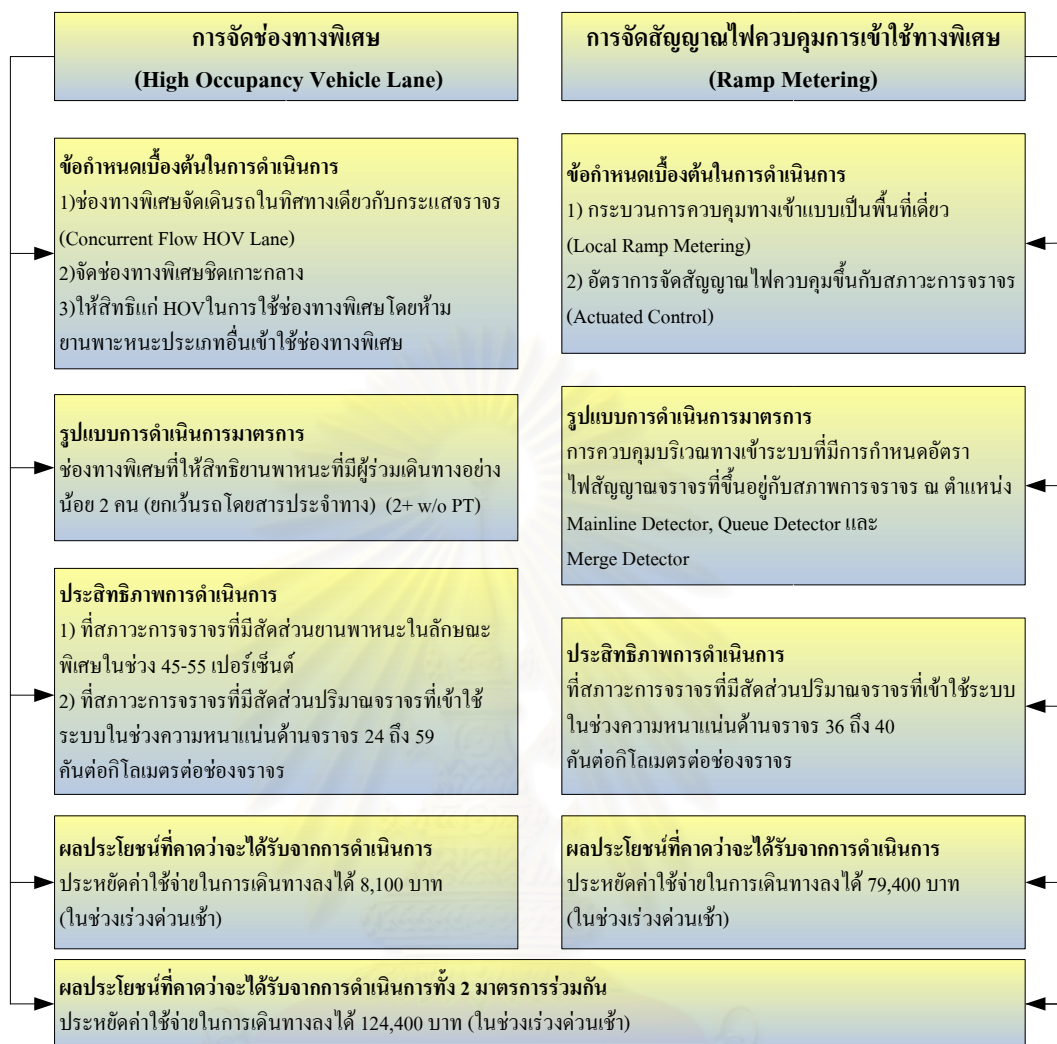 การจัดช่องทางพิเศษ
(High Occupancy Vehicle Lane)
ข้อกำหนดเบื้องต้นในการดำเนินการ
1)ช่องทางพิเศษจัดเดินรถในทิศทางเดียวกับกระแสจราจร
(Concurrent Flow HOV Lane)
2)จัดช่องทางพิเศษชิดเกาะกลาง
3)ให้สิทธิแก่ HOVในการใช้ช่องทางพิเศษโดยห้าม
ยานพาะหนะประเภทอื่นเข้าใช้ช่องทางพิเศษ
รูปแบบการดำเนินการมาตรการ
ช่องทางพิเศษที่ให้สิทธิยานพาหนะที่มีผู้ร่วมเดินทางอย่าง
น้อย 2 คน (ยกเว้นรถโดยสารประจำทาง) (2+ w/o PT)
ประสิทธิภาพการดำเนินการ
1) ที่สภาวะการจราจรที่มีสัดส่วนยานพาหนะในลักษณะ
พิเศษในช่วง 45-55 เปอร์เซ็นต์
2) ที่สภาวะการจราจรที่มีสัดส่วนปริมาณจราจรที่เข้าใช้
ระบบในช่วงความหนาแน่นด้านจราจร 24 ถึง 59
คันต่อกิโลเมตรต่อช่องจราจร
ผลประโยชน์ที่คาดว่าจะได้รับจากการดำเนินการ
ประหยัดค่าใช้จ่ายในการเดินทางลงได้ 8,100 บาท
(ในช่วงเร่วงด่วนเช้า)
การจัดสัญญาณไฟควบคุมการเข้าใช้ทางพิเศษ
(Ramp Metering)
ข้อกำหนดเบื้องต้นในการดำเนินการ
1) กระบวนการควบคุมทางเข้าแบบเป็นพื้นที่เดี่ยว
(Local Ramp Metering)
2) อัตราการจัดสัญญาณไฟควบคุมขึ้นกับสภาวะการจราจร
(Actuated Control)
รูปแบบการดำเนินการมาตรการ
การควบคุมบริเวณทางเข้าระบบที่มีการกำหนดอัตรา
ไฟสัญญาณจราจรที่ขึ้นอยู่กับสภาพการจราจร ณ ตำแหน่ง
Mainline Detector, Queue Detector และ
Merge Detector
ประสิทธิภาพการดำเนินการ
ที่สภาวะการจราจรที่มีสัดส่วนปริมาณจราจรที่เข้าใช้ระบบ
ในช่วงความหนาแน่นด้านจราจร 36 ถึง 40
คันต่อกิโลเมตรต่อช่องจราจร
ผลประโยชน์ที่คาดว่าจะได้รับจากการดำเนินการ
ประหยัดค่าใช้จ่ายในการเดินทางลงได้ 79,400 บาท
(ในช่วงเร่วงด่วนเช้า)
ผลประโยชน์ที่คาดว่าจะได้รับจากการดำเนินการทั้ง 2 มาตรการร่วมกัน
ประหยัดค่าใช้จ่ายในการเดินทางลงได้ 124,400 บาท (ในช่วงเร่วงด่วนเช้า)